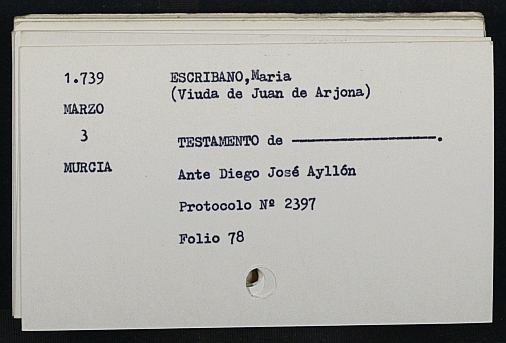 1.739
ESCRIBANO,Maria
(Viuda de Juan de Arjona)
MARZO
3
TESTAMENTO de ————————.
MURCIA
Ante Diego José Ayllón
Protocolo Nº 2397
Folio 78